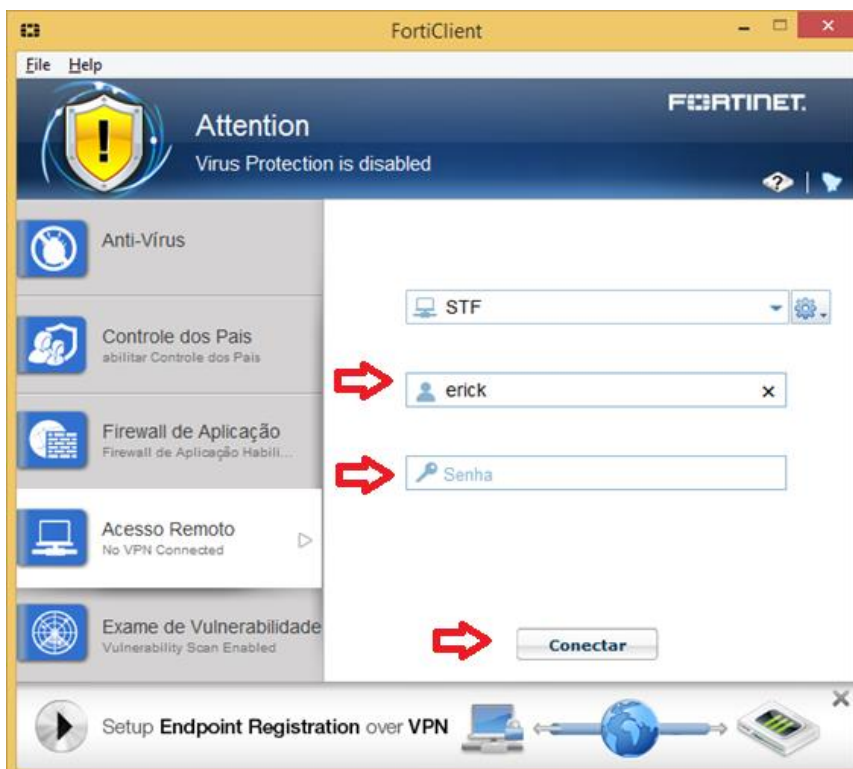 FortiClient
File Help
FORTINET.
Attention
Virus Protection is disabled
Anti-Vírus
Controle dos Pais
abilitar Controle dos Pais
Firewall de Aplicação
Firewall de Aplicação Habili...
Acesso Remoto
No VPN Connected
Exame de Vulnerabilidade
Vulnerability Scan Enabled
STF
erick
Senha
Conectar
Setup Endpoint Registration over VPN